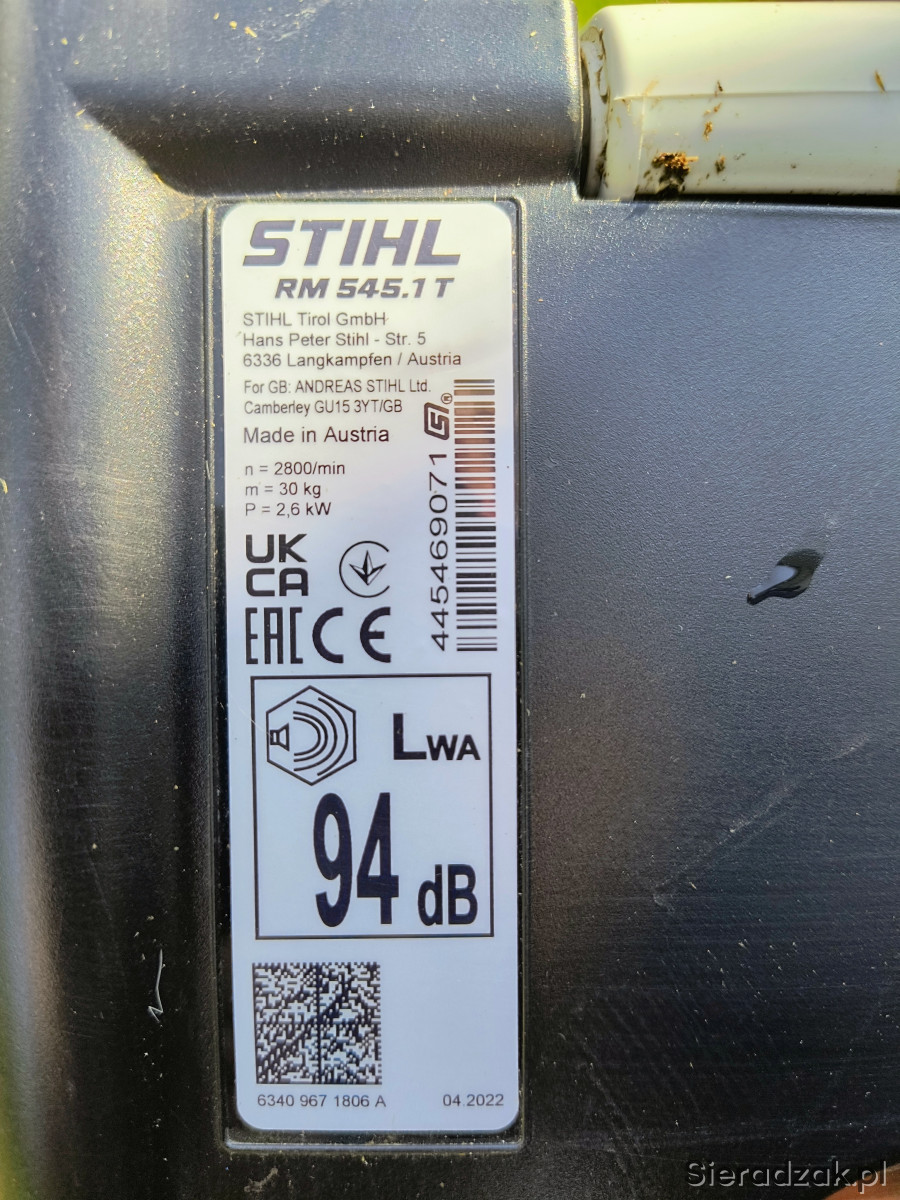 STIHL
RM 545.1 T
STIHL Tirol GmbH
Hans Peter Stihl - Str. 5
6336 Langkampfen / Austria
For GB: ANDREAS STIHL Ltd.
Camberley GU15 3YT/GB
Made in Austria
n = 2800/min
m = 30 kg
P = 2,6 kW
445469071
UK
CA
EAC CE
LWA
94 dB
6340 967 1806 A 04.2022
Sieradzak.pl